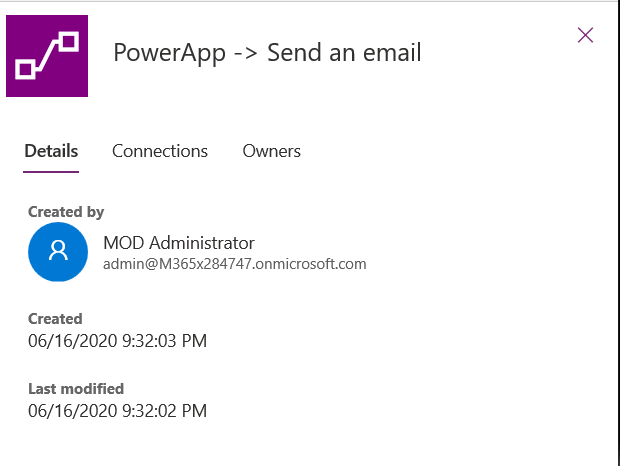 PowerApp -> Send an email
Details Connections Owners
Created by
MOD Administrator
admin@M365x284747.onmicrosoft.com
Created
06/16/2020 9:32:03 PM
Last modified
06/16/2020 9:32:02 PM